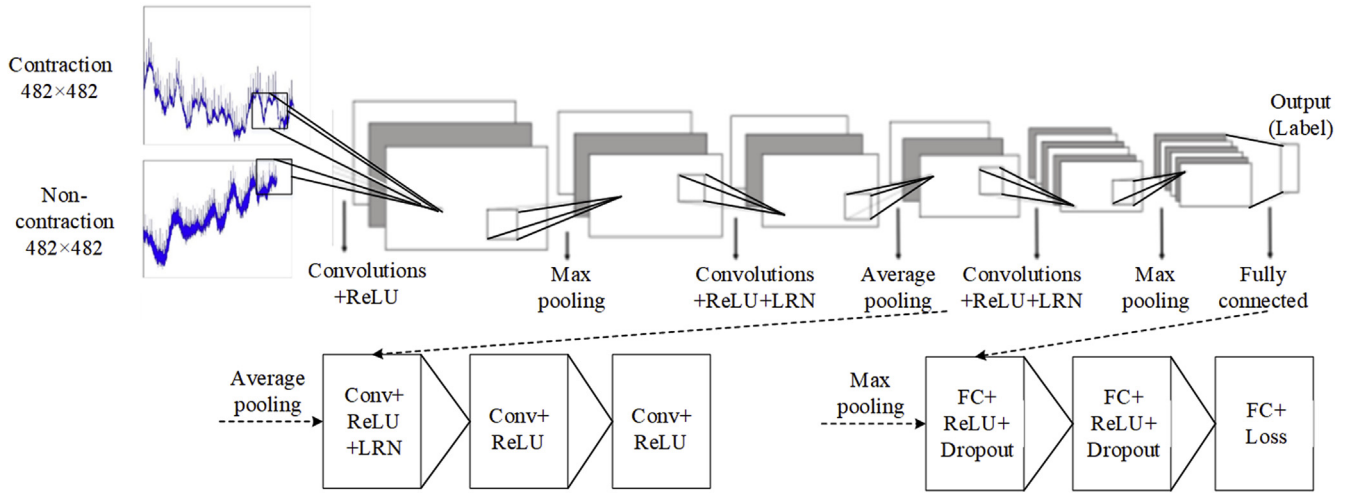 Contraction
482×482
Non-
contraction
482×482
Output
(Label)
Convolutions
+ReLU
Max
pooling
Convolutions
+ReLU+LRN
Average
pooling
Convolutions
+ReLU+LRN
Max
pooling
Fully
connected
Average
pooling
Conv+
ReLU
+LRN
Conv+
ReLU
Conv+
ReLU
Max
pooling
FC+
ReLU+
Dropout
FC+
ReLU+
Dropout
FC+
Loss